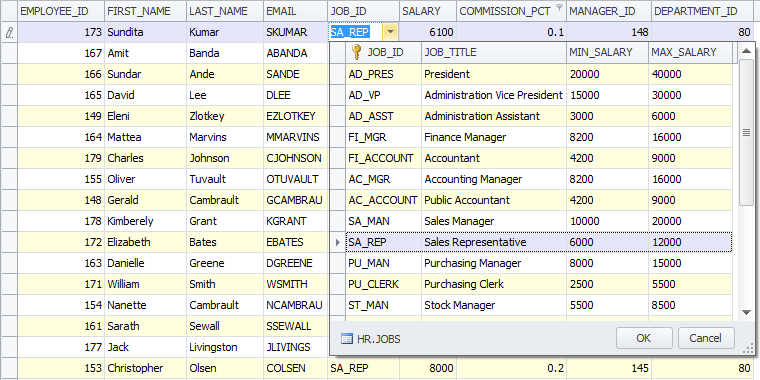 EMPLOYEE_ID FIRST_NAME LAST_NAME EMAIL JOB_ID SALARY COMMISSION_PCT MANAGER_ID DEPARTMENT_ID
173 Sundita Kumar SKUMAR SA_REP 6100 0.1 148 80
167 Amit Banda ABANDA JOB_ID JOB_TITLE MIN_SALARY MAX_SALARY
166 Sundar Ande SANDE AD_PRES President 20000 40000
165 David Lee DLEE AD_VP Administration Vice President 15000 30000
149 Eleni Zlotkey EZLOTKEY AD_ASST Administration Assistant 3000 6000
164 Mattea Marvins MMARVINS FI_MGR Finance Manager 8200 16000
179 Charles Johnson CJOHNSON FI_ACCOUNT Accountant 4200 9000
155 Oliver Tuvault OTUVAULT AC_MGR Accounting Manager 8200 16000
148 Gerald Cambrault GCAMBRAU AC_ACCOUNT Public Accountant 4200 9000
178 Kimberely Grant KGRANT SA_MAN Sales Manager 10000 20000
172 Elizabeth Bates EBATES SA_REP Sales Representative 6000 12000
163 Danielle Greene DGREENE PU_MAN Purchasing Manager 8000 15000
171 William Smith WSMITH PU_CLERK Purchasing Clerk 2500 5500
154 Nanette Cambrault NCAMBRAU ST_MAN Stock Manager 5500 8500
161 Sarath Sewall SSEWALL
177 Jack Livingston JLIVINGS HR.JOBS OK Cancel
153 Christopher Olsen COLSEN SA_REP 8000 0.2 145 80